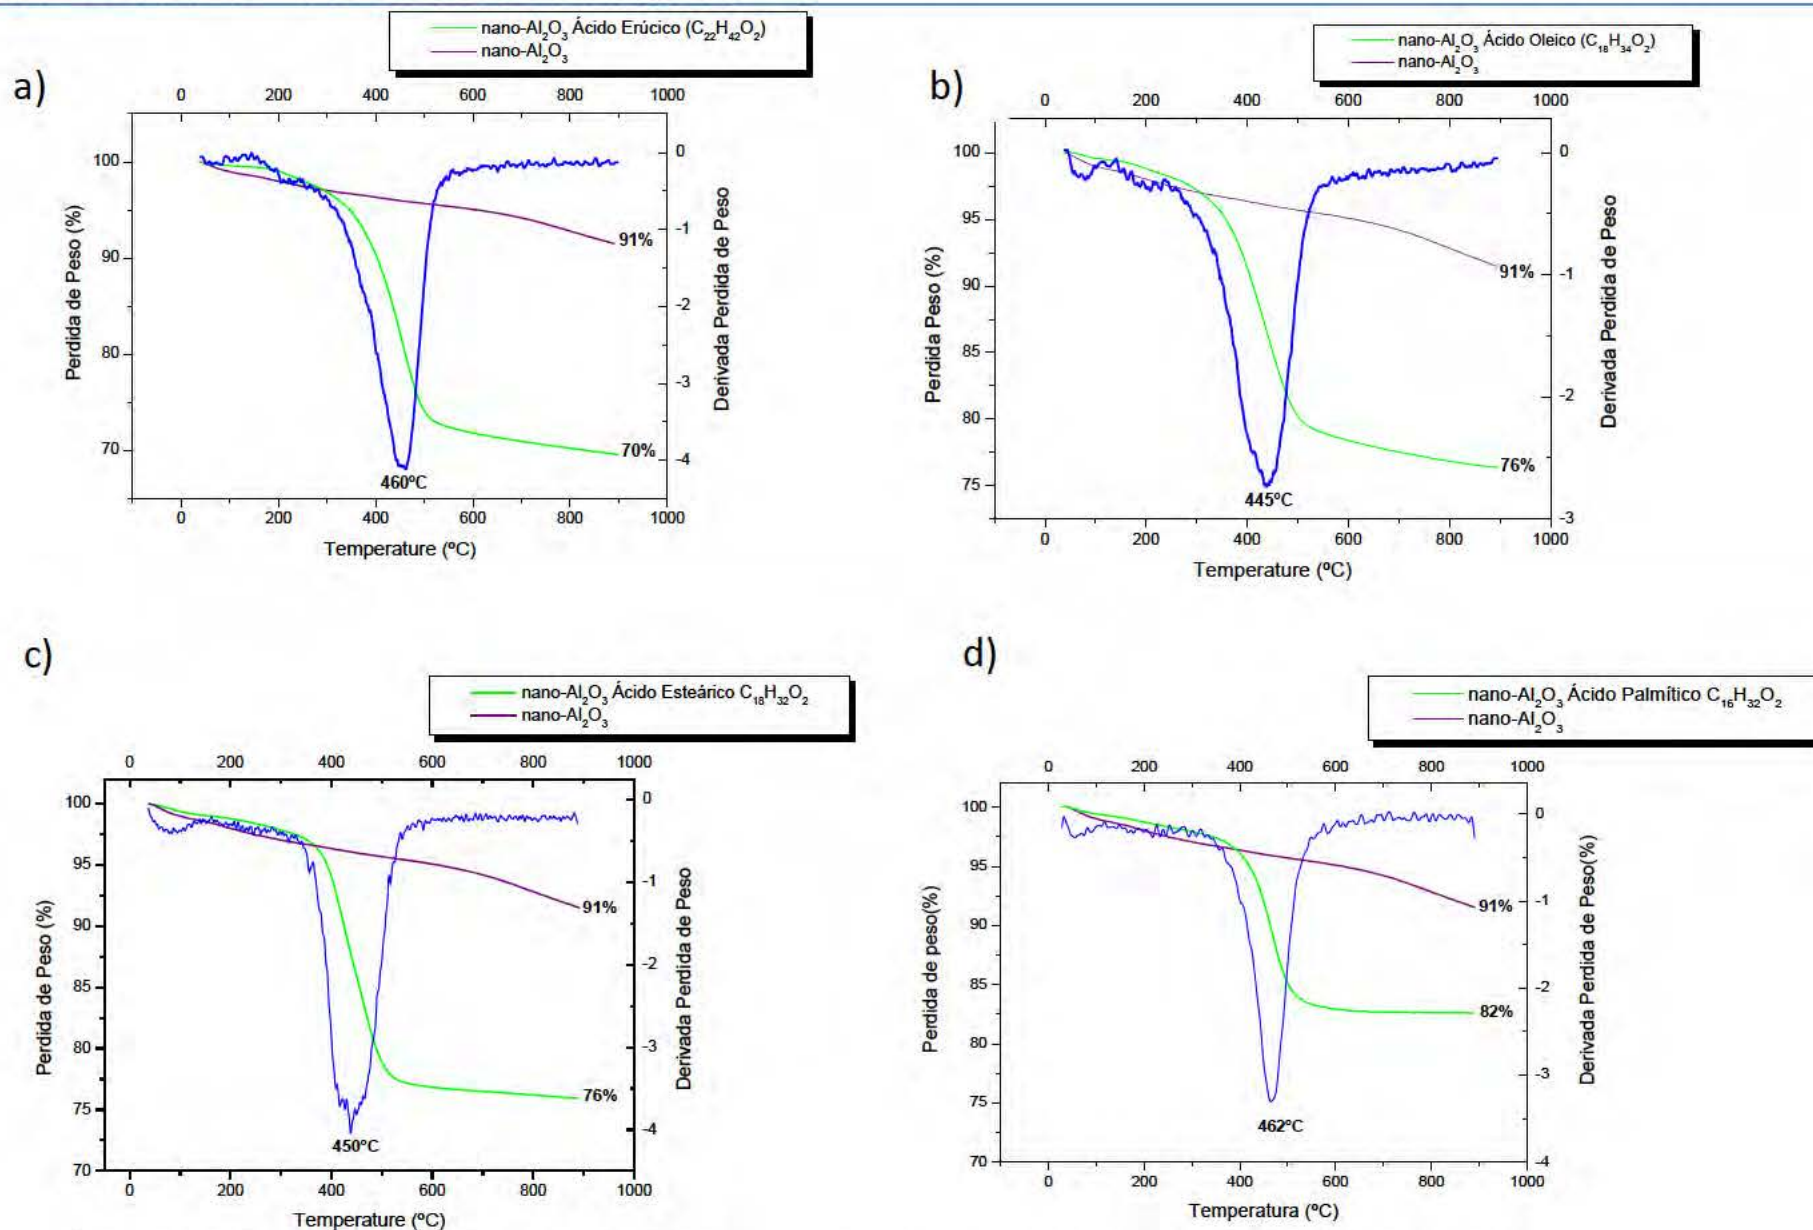 nano-Al₂O₃ Ácido Erúcico (C₂₂H₄₂O₂)
nano-Al₂O₃
a)
0 200 400 600 800 1000
100
90
80
70
Perdida de Peso (%)
0
-1
-2
-3
-4
Derivada Perdida de Peso
91%
70%
460ºC
0 200 400 600 800 1000
Temperature (ºC)
nano-Al₂O₃ Ácido Oleico (C₁₈H₃₄O₂)
nano-Al₂O₃
b)
0 200 400 600 800 1000
100
95
90
85
80
75
Perdida Peso (%)
0
-1
-2
-3
Derivada Perdida de Peso
91%
76%
445ºC
0 200 400 600 800 1000
Temperature (ºC)
c)
nano-Al₂O₃ Ácido Esteárico C₁₈H₃₂O₂
nano-Al₂O₃
0 200 400 600 800 1000
100
95
90
85
80
75
70
Perdida de Peso (%)
0
-1
-2
-3
-4
Derivada Perdida de Peso
91%
76%
450ºC
0 200 400 600 800 1000
Temperature (ºC)
d)
nano-Al₂O₃ Ácido Palmítico C₁₆H₃₂O₂
nano-Al₂O₃
0 200 400 600 800 1000
100
95
90
85
80
75
70
Perdida de peso(%)
0
-1
-2
-3
-4
Derivada Perdida de Peso(%)
91%
82%
462ºC
0 200 400 600 800 1000
Temperatura (ºC)